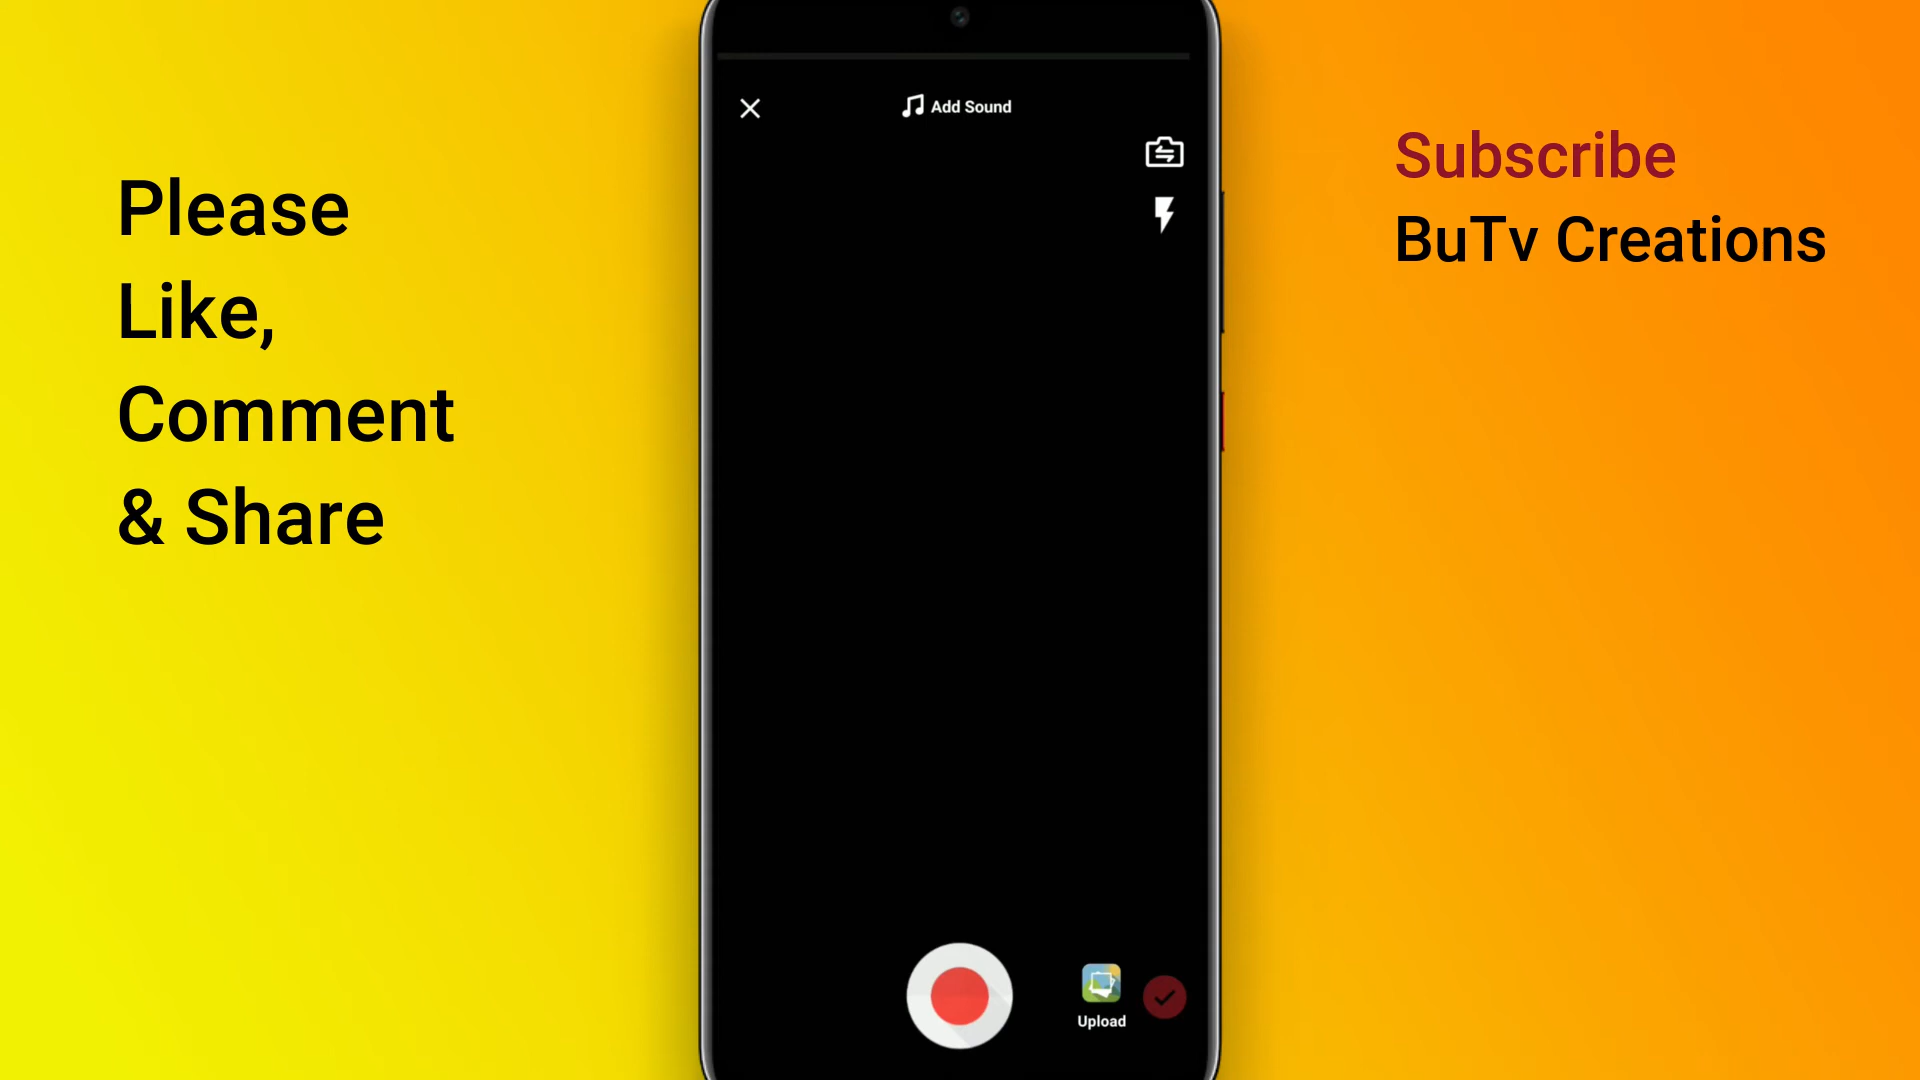 Please
Like,
Comment
& Share
Add Sound
Upload
Subscribe
BuTv Creations